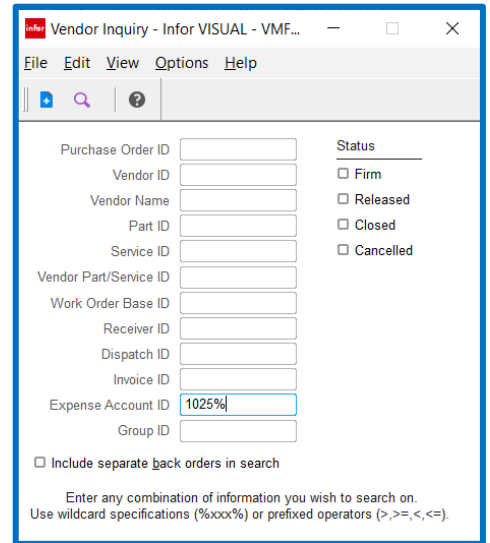 infor Vendor Inquiry - Infor VISUAL - VMF...
File Edit View Options Help
Purchase Order ID
Status
Vendor ID
Firm
Vendor Name
Released
Part ID
Closed
Service ID
Cancelled
Vendor Part/Service ID
Work Order Base ID
Receiver ID
Dispatch ID
Invoice ID
Expense Account ID 1025%
Group ID
Include separate back orders in search
Enter any combination of information you wish to search on.
Use wildcard specifications (%xxx%) or prefixed operators (>,>=,<,<=).